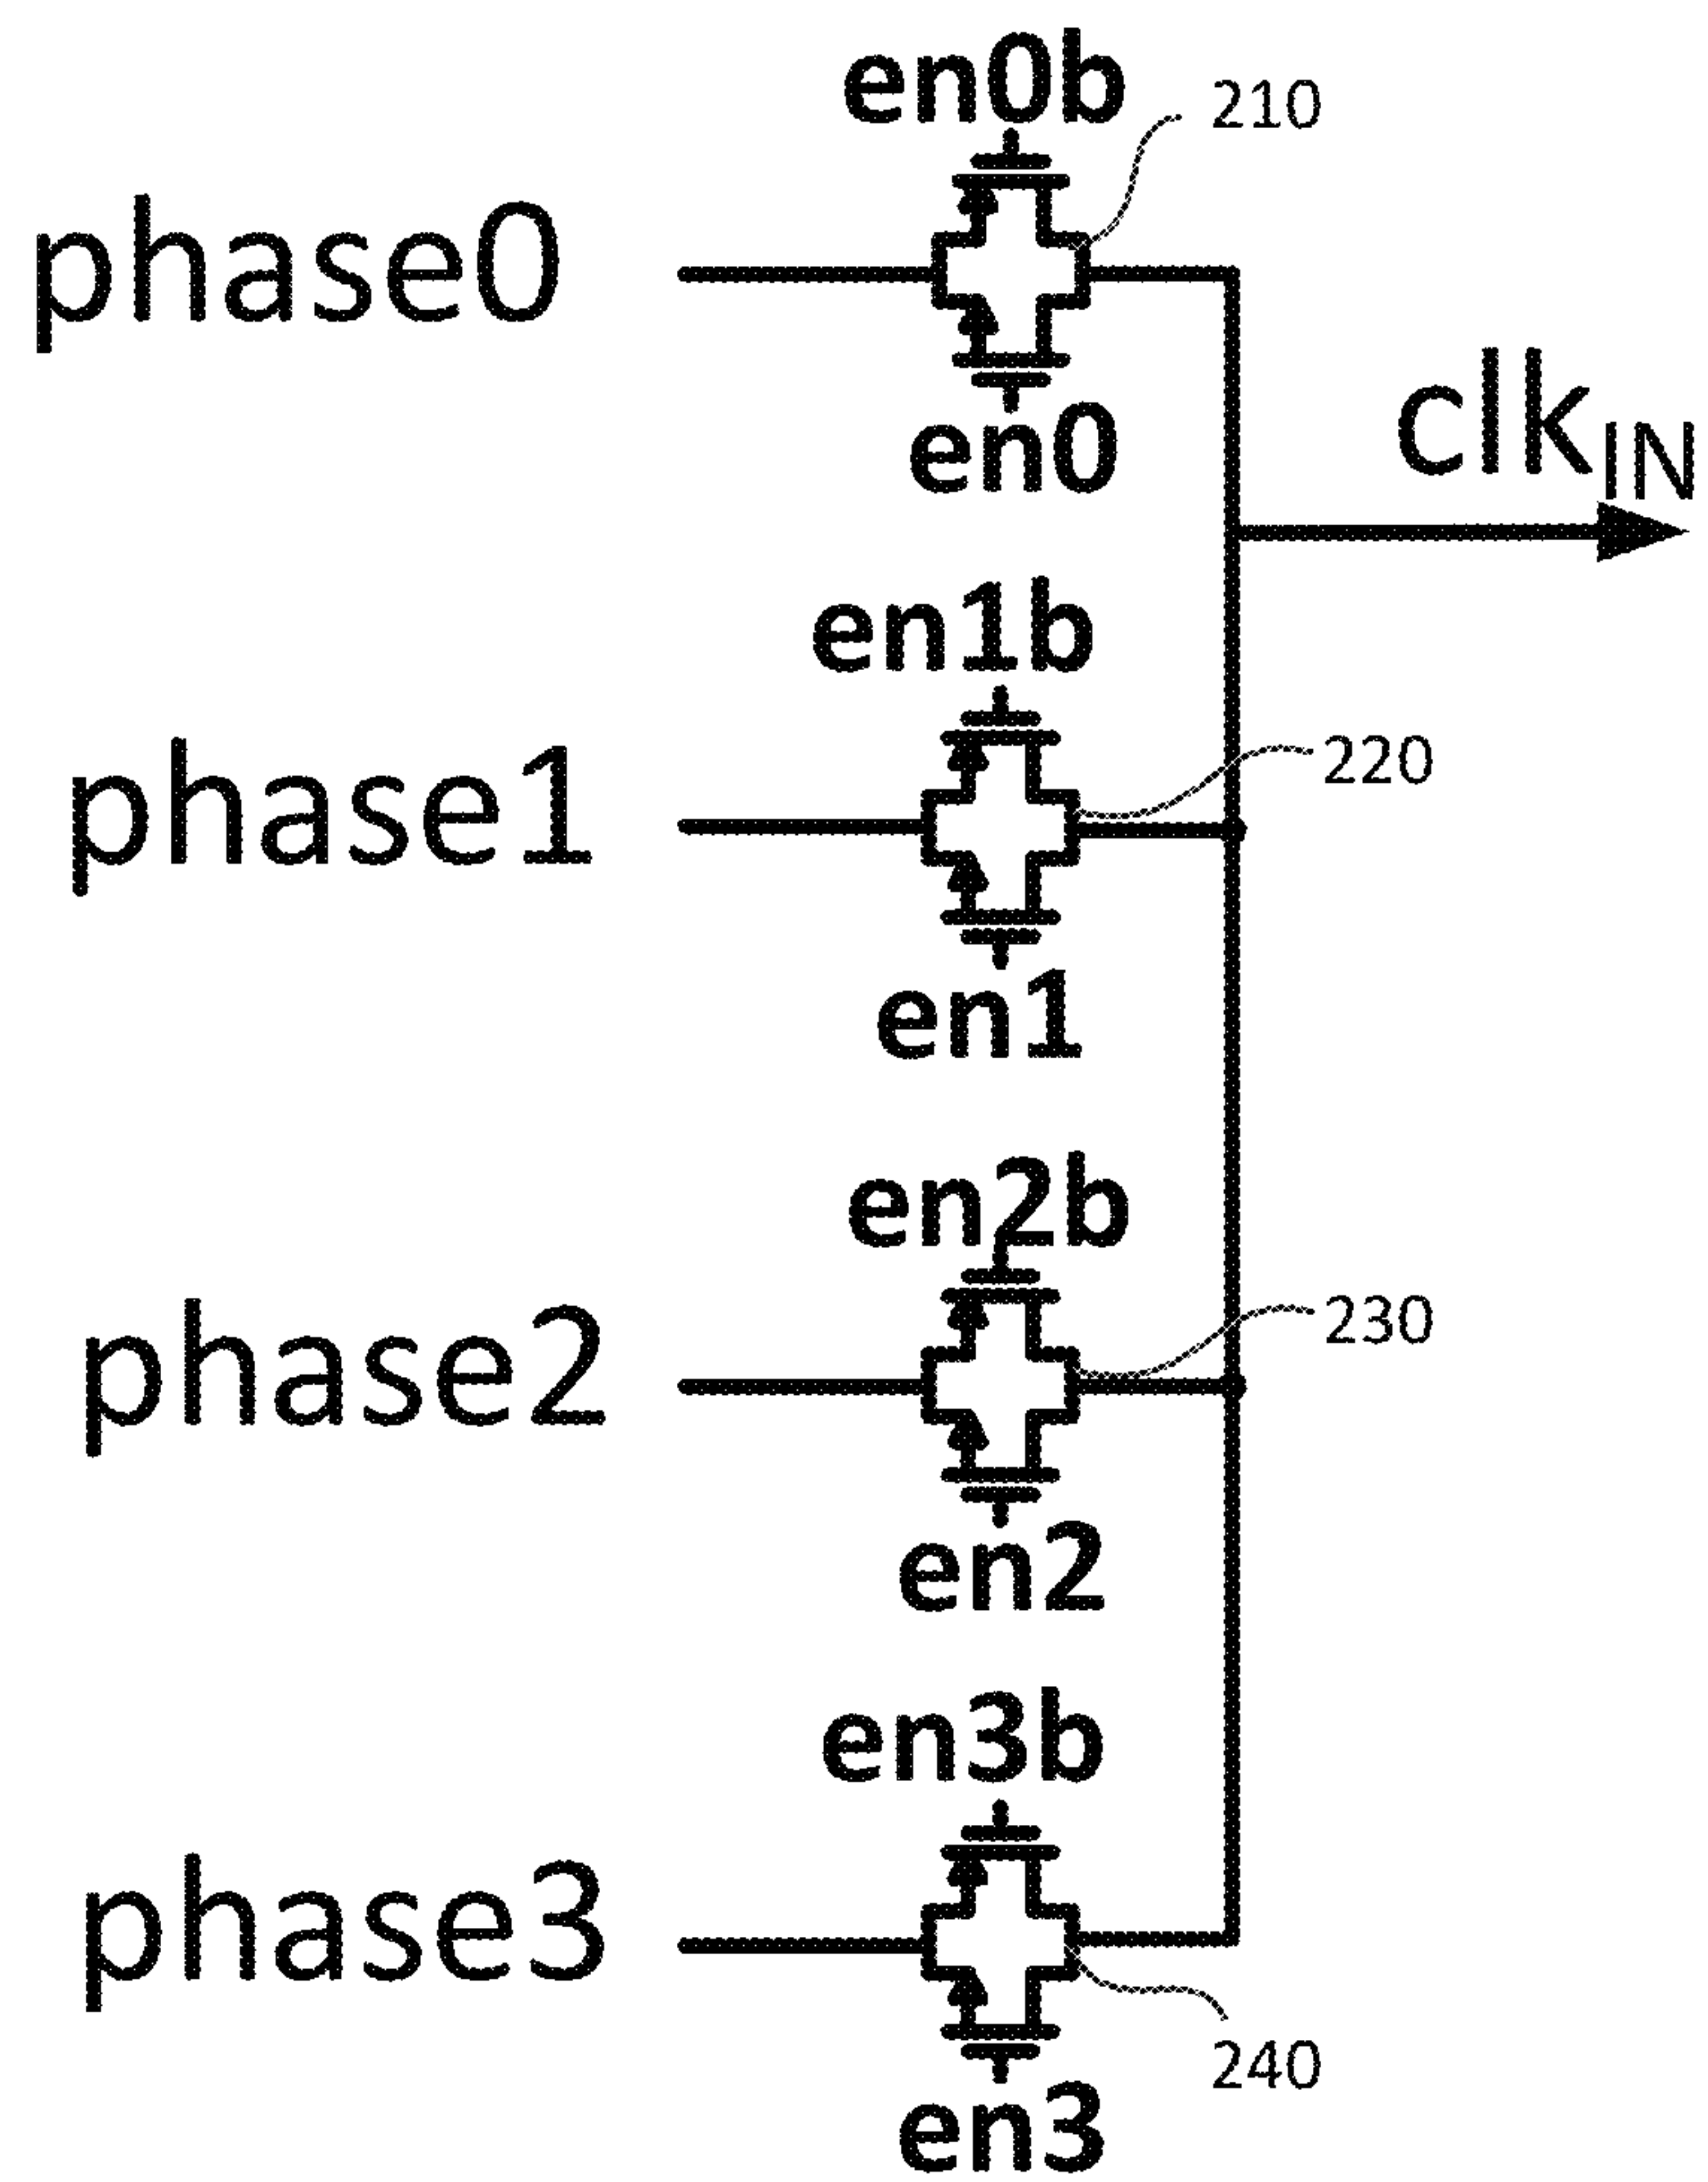 en0b
210
phase0
en0
clkIN
en1b
220
phase1
en1
en2b
230
phase2
en2
en3b
phase3
240
en3